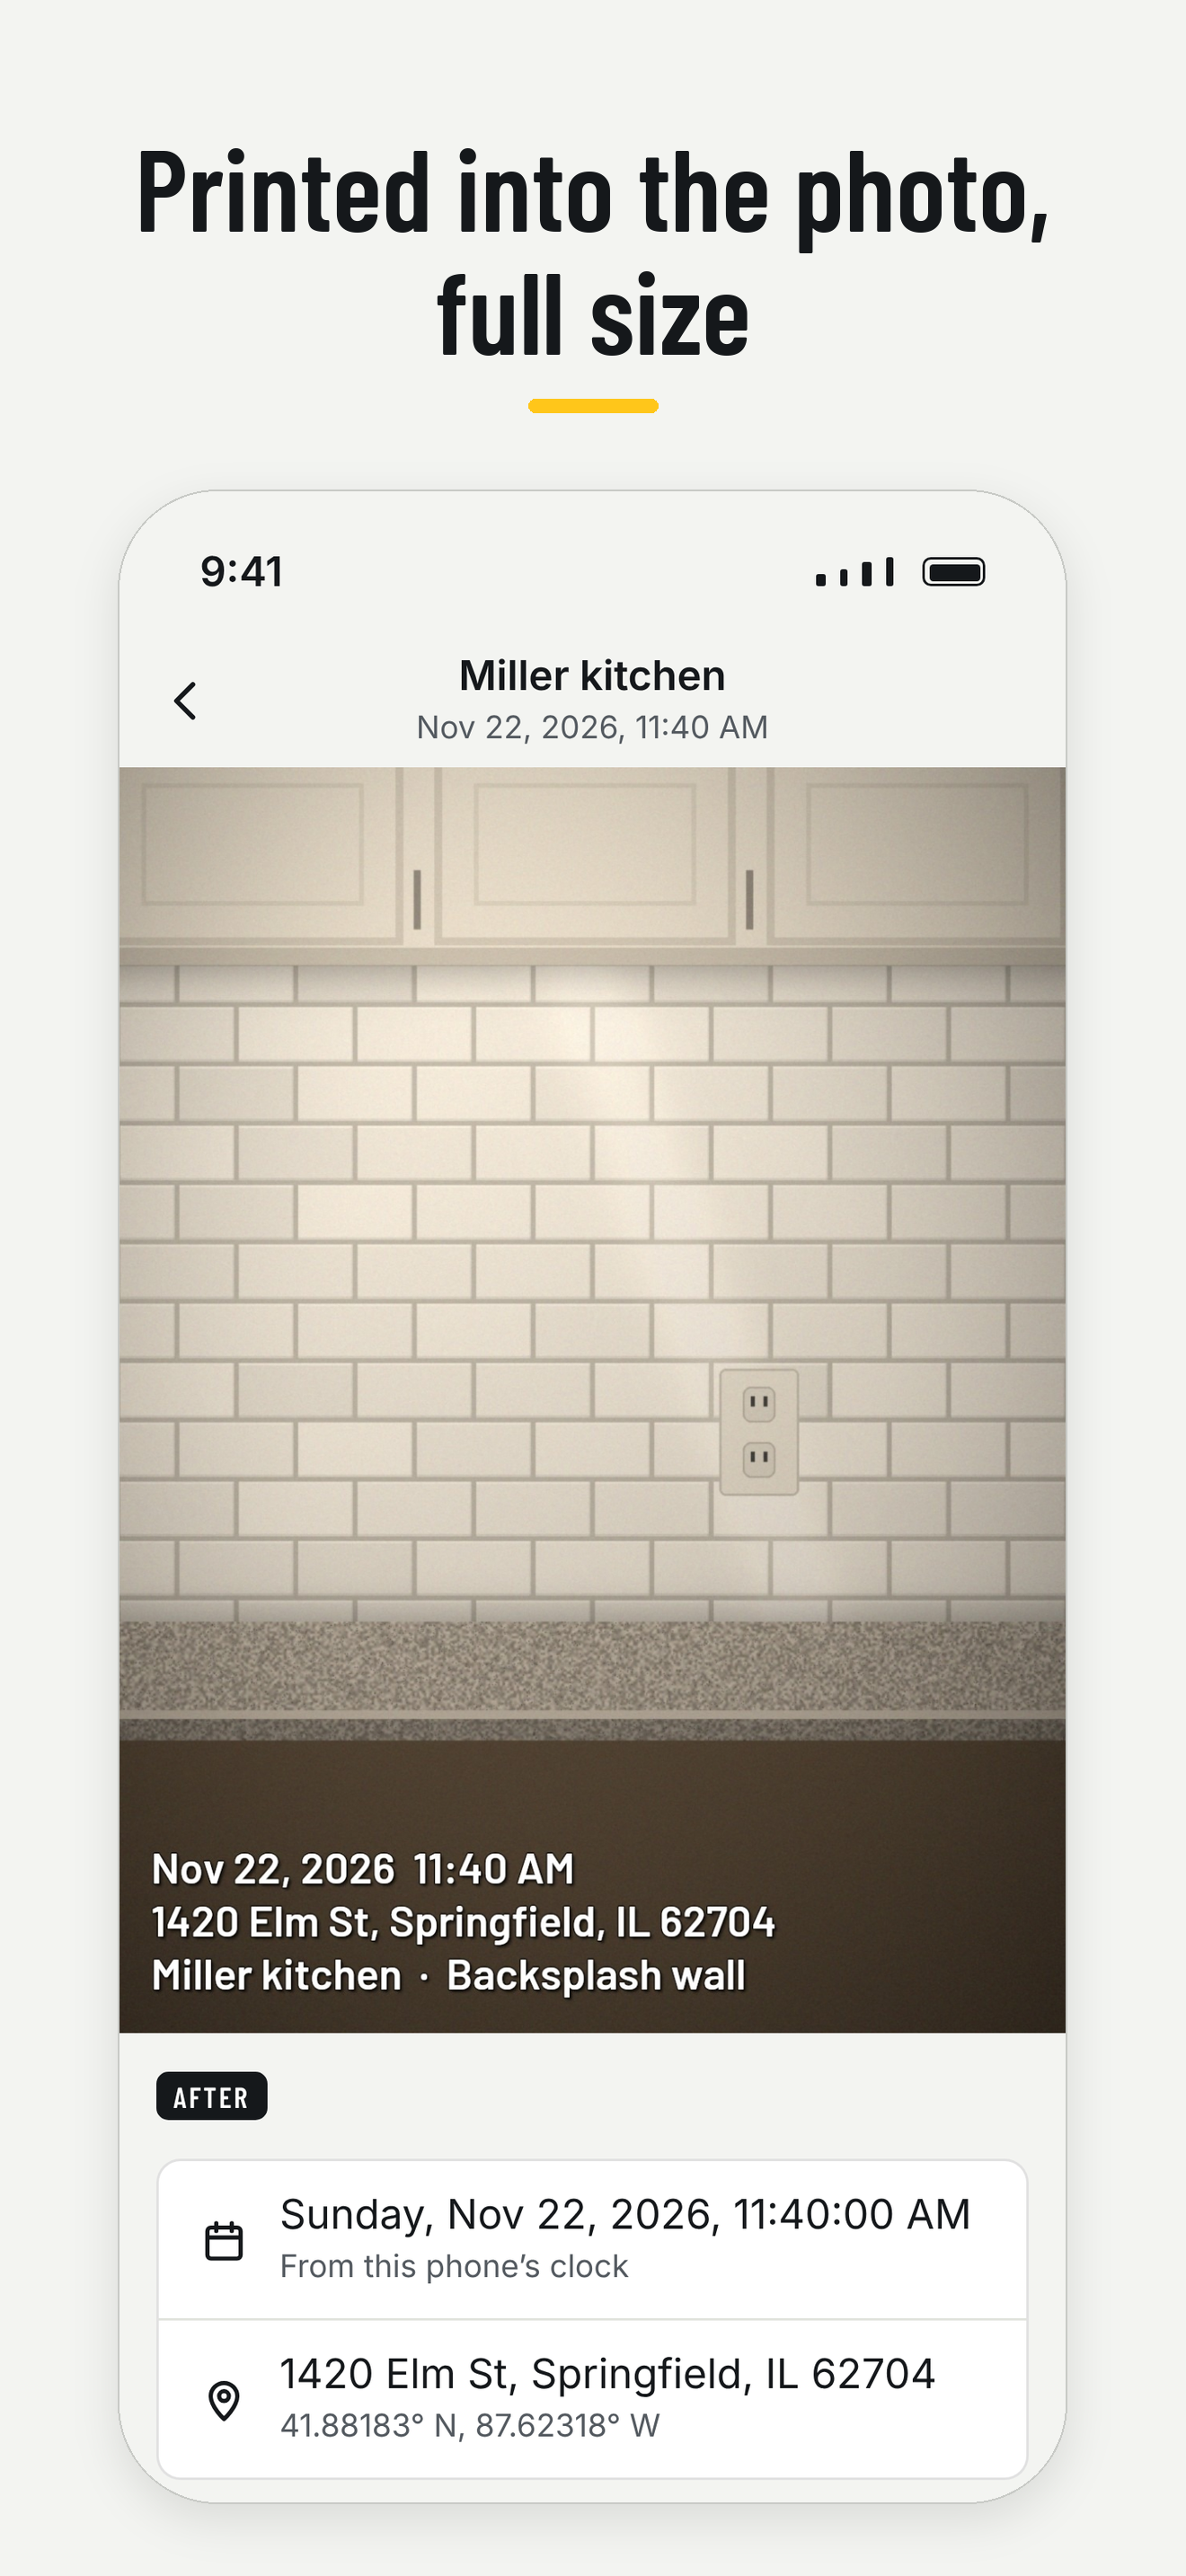 Printed into the photo,
full size
9:41
Miller kitchen
Nov 22, 2026, 11:40 AM
Nov 22, 2026 11:40 AM
1420 Elm St, Springfield, IL 62704
Miller kitchen · Backsplash wall
AFTER
Sunday, Nov 22, 2026, 11:40:00 AM
From this phone’s clock
1420 Elm St, Springfield, IL 62704
41.88183° N, 87.62318° W